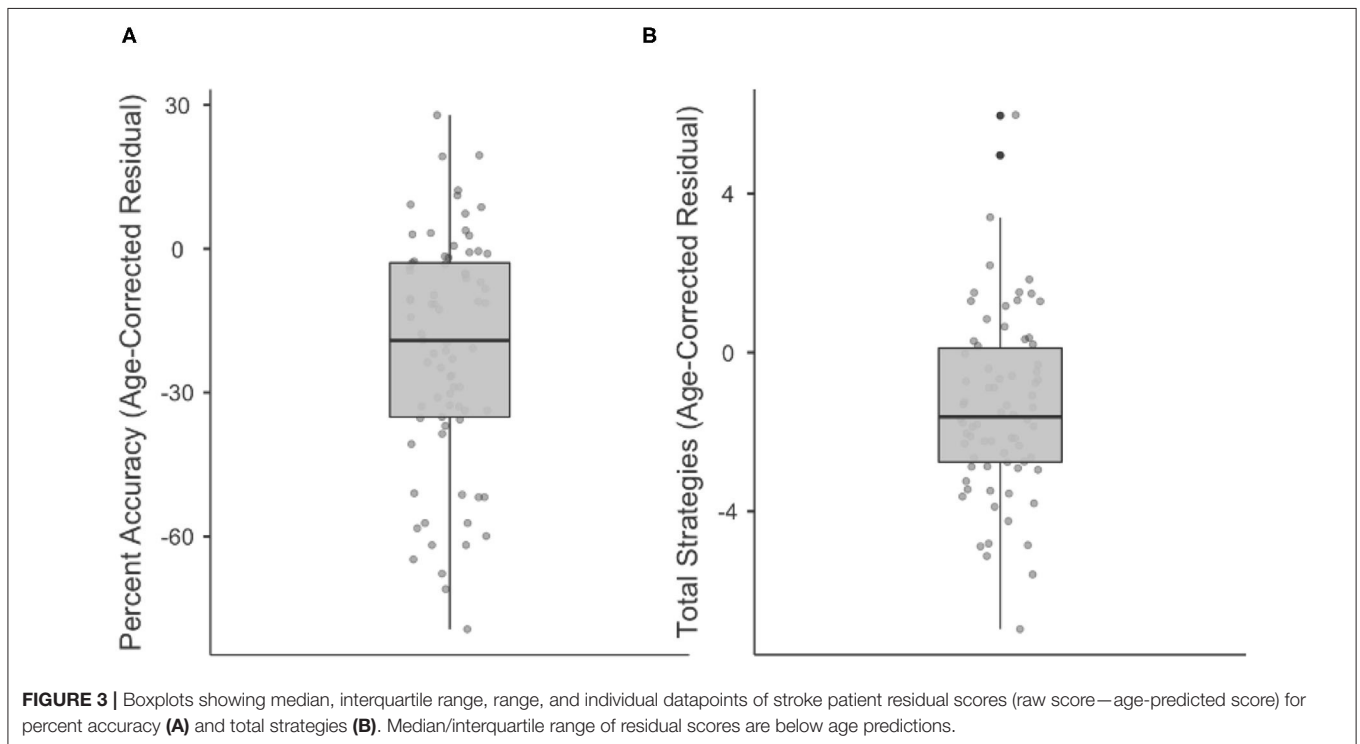 A
B
Percent Accuracy (Age-Corrected Residual)
30
0
-30
-60
Total Strategies (Age-Corrected Residual)
4
0
-4
FIGURE 3 | Boxplots showing median, interquartile range, range, and individual datapoints of stroke patient residual scores (raw score—age-predicted score) for
percent accuracy (A) and total strategies (B). Median/interquartile range of residual scores are below age predictions.